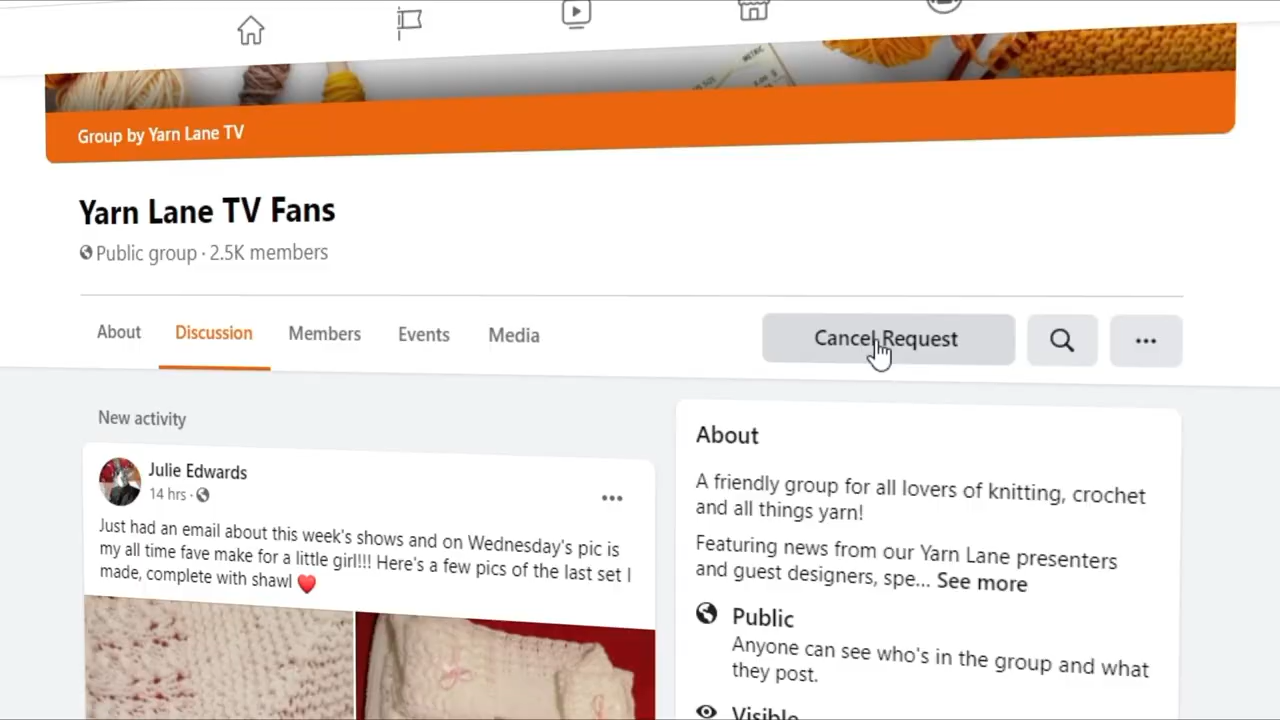 Group by Yarn Lane TV
Yarn Lane TV Fans
Public group · 2.5K members
About
Discussion
Members
Events
Media
Cancel Request
New activity
Julie Edwards
14 hrs ·
Just had an email about this week's shows and on Wednesday's pic is
my all time fave make for a little girl!!! Here's a few pics of the last set I
made, complete with shawl ❤️
About
A friendly group for all lovers of knitting, crochet
and all things yarn!
Featuring news from our Yarn Lane presenters
and guest designers, spe... See more
Public
Anyone can see who's in the group and what
they post.
Visible
METRIC